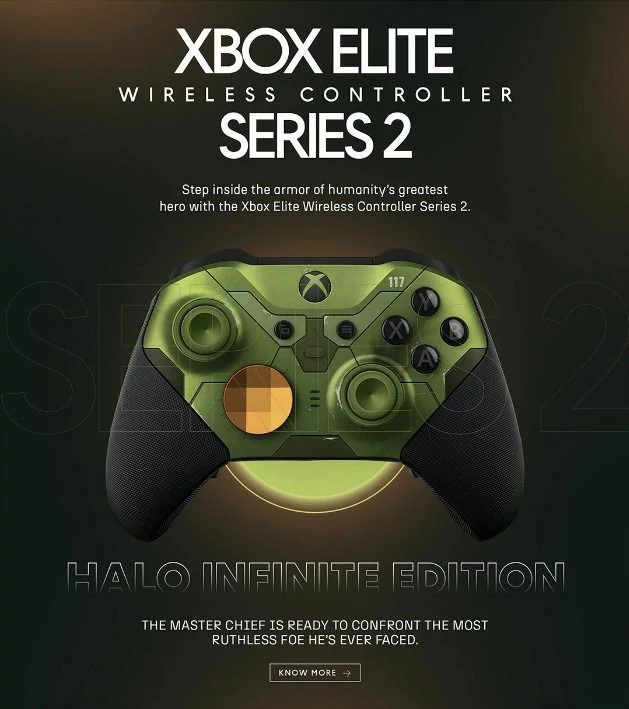 XBOX ELITE
WIRELESS CONTROLLER
SERIES 2
Step inside the armor of humanity's greatest
hero with the Xbox Elite Wireless Controller Series 2.
SERIES 2
117
Y
X B
A
HALO INFINITE EDITION
THE MASTER CHIEF IS READY TO CONFRONT THE MOST
RUTHLESS FOE HE'S EVER FACED.
KNOW MORE →